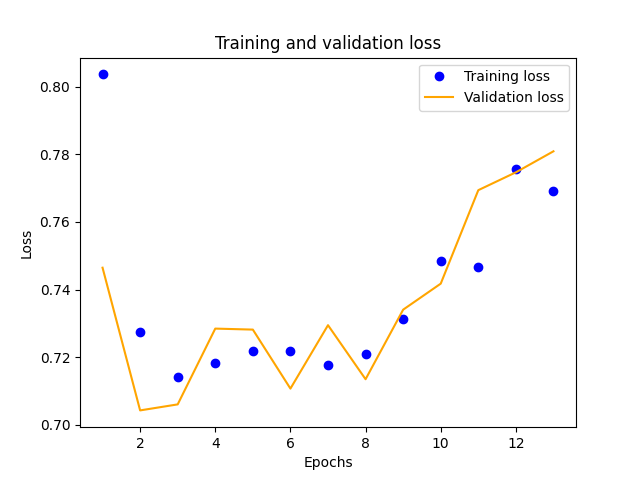 Training and validation loss
Training loss
Validation loss
0.80
0.78
0.76
0.74
0.72
0.70
Loss
2 4 6 8 10 12
Epochs